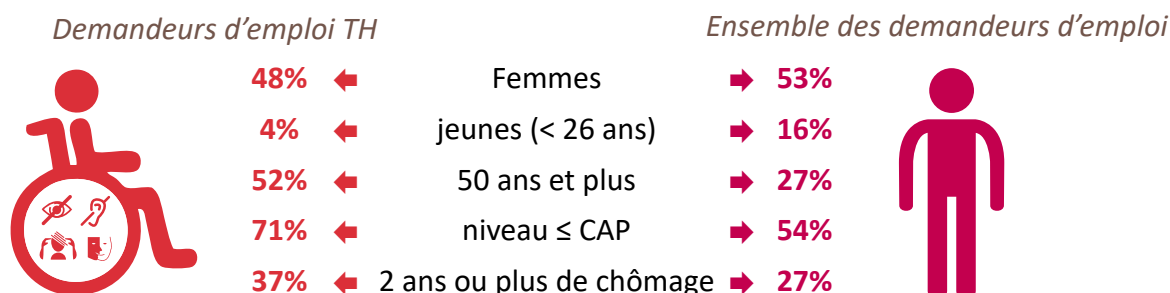 Demandeurs d'emploi TH Ensemble des demandeurs d'emploi
48% Femmes 53%
4% jeunes (< 26 ans) 16%
52% 50 ans et plus 27%
71% niveau ≤ CAP 54%
37% 2 ans ou plus de chômage 27%